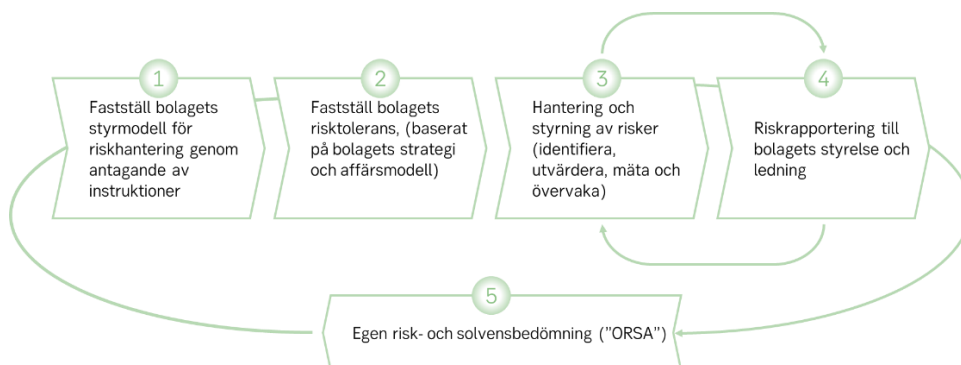 1
Fastställ bolagets
styrmodell för
riskhantering genom
antagande av
instruktioner
2
Fastställ bolagets
risktolerans, (baserat
på bolagets strategi
och affärsmodell)
3
Hantering och
styrning av risker
(identifiera,
utvärdera, mäta och
övervaka)
4
Riskrapportering till
bolagets styrelse och
ledning
5
Egen risk- och solvensbedömning ("ORSA")